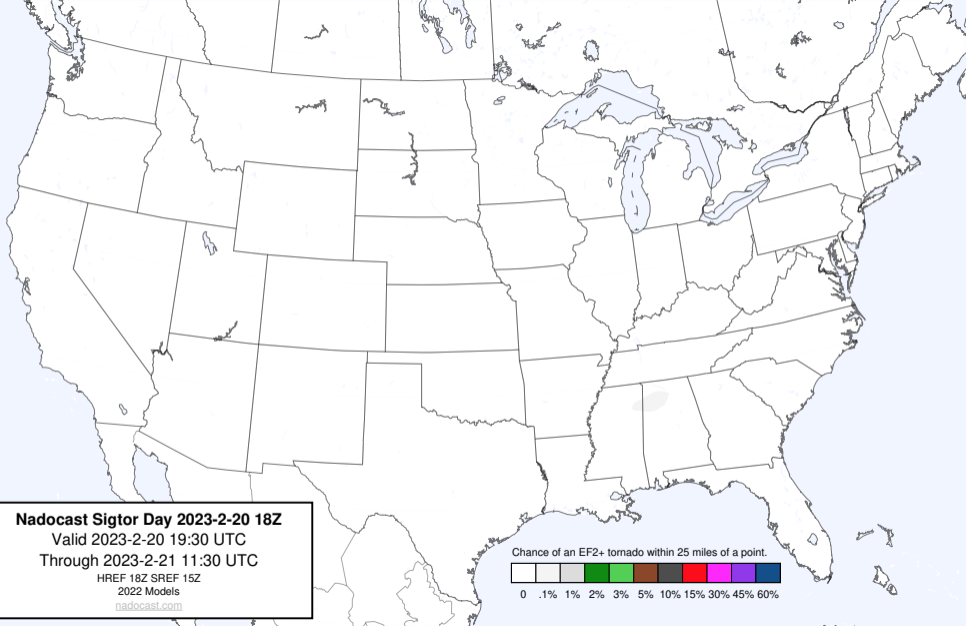 Nadocast Sigtor Day 2023-2-20 18Z
Valid 2023-2-20 19:30 UTC
Through 2023-2-21 11:30 UTC
HREF 18Z SREF 15Z
2022 Models
nadocast.com
Chance of an EF2+ tornado within 25 miles of a point.
0 .1% 1% 2% 3% 5% 10% 15% 30% 45% 60%